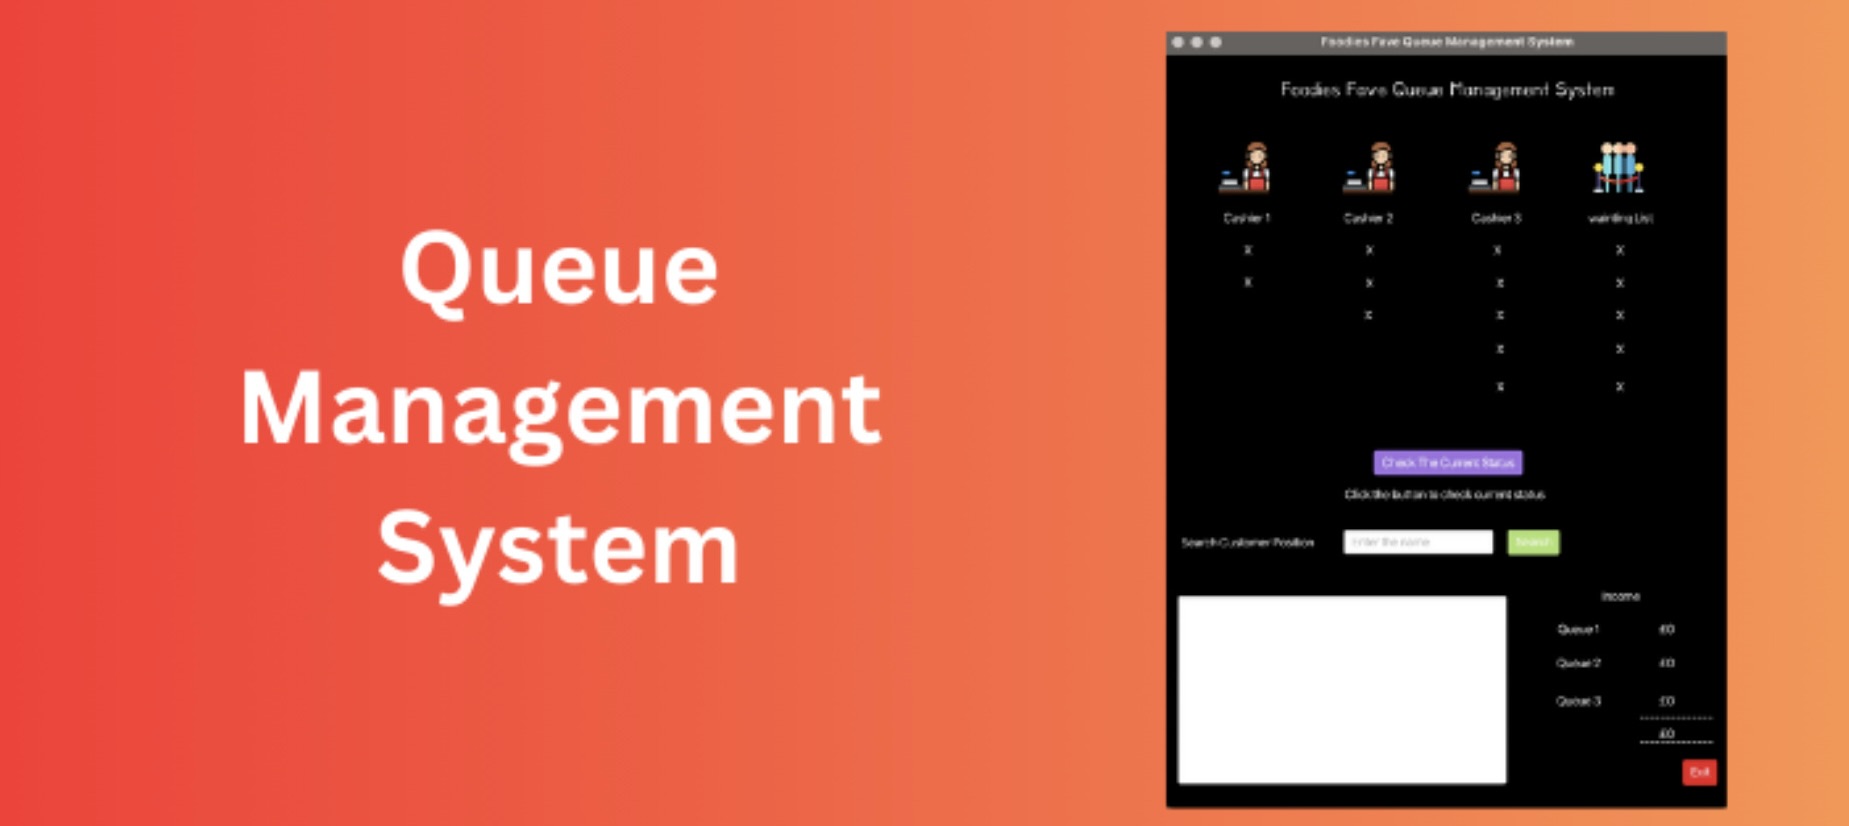 Queue
Management
System
Foodies Fave Queue Management System
Foodies Fave Queue Management System
Cashier 1 Cashier 2 Cashier 3 wainting List
X X X X
X X X X
X X X
X X
X X
Check The Current Status
Click the button to check current status
Search Customer Position Enter the name Search
Income
Queue 1 £0
Queue 2 £0
Queue 3 £0
£0
Exit